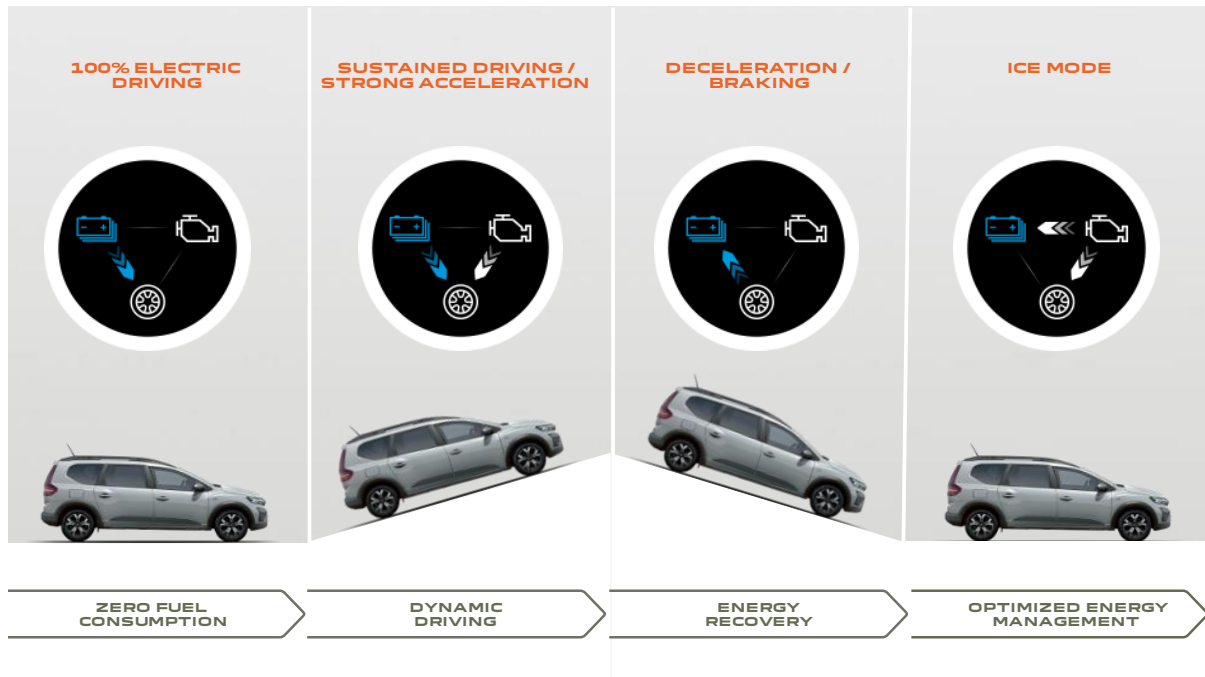 100% ELECTRIC
DRIVING
SUSTAINED DRIVING /
STRONG ACCELERATION
DECELERATION /
BRAKING
ICE MODE
ZERO FUEL
CONSUMPTION
DYNAMIC
DRIVING
ENERGY
RECOVERY
OPTIMIZED ENERGY
MANAGEMENT